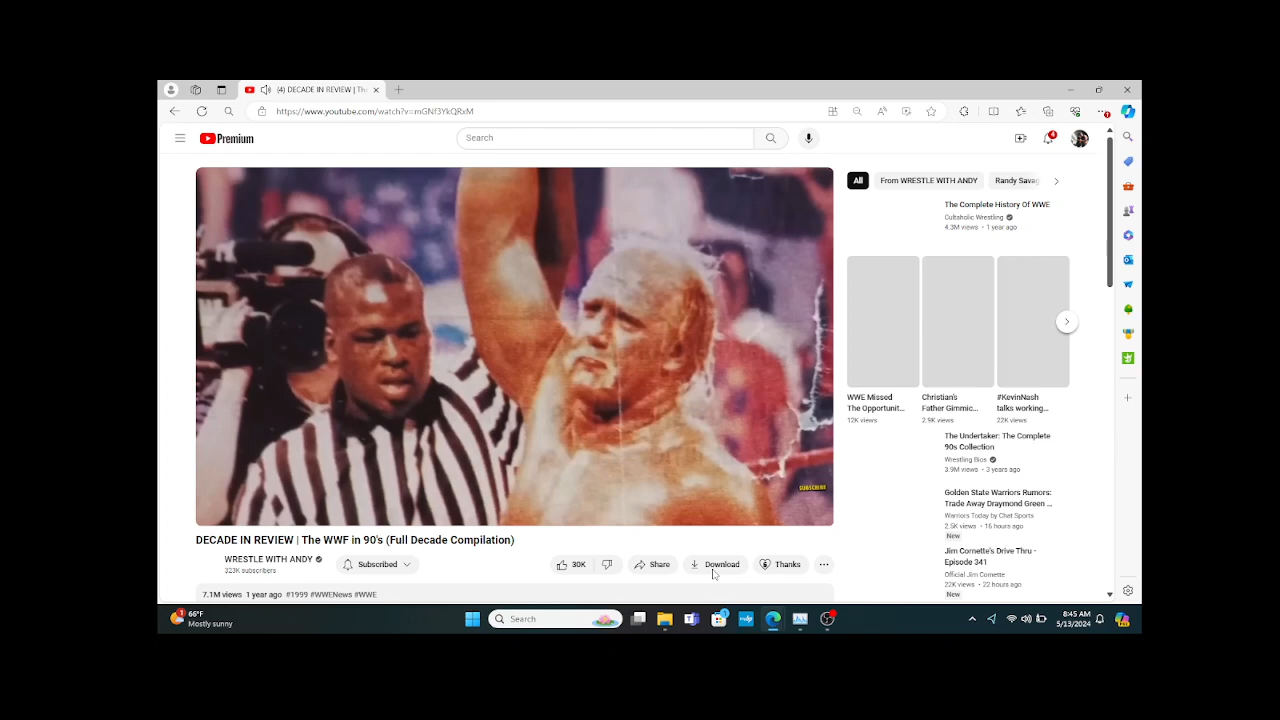 (4) DECADE IN REVIEW | The
https://www.youtube.com/watch?v=mGNf3YkQRxM
Premium
Search
4
All
From WRESTLE WITH ANDY
Randy Savag
The Complete History Of WWE
Cultaholic Wrestling
4.3M views • 1 year ago
WWE Missed
The Opportunit...
12K views
Christian's
Father Gimmic...
2.9K views
#KevinNash
talks working...
22K views
The Undertaker: The Complete
90s Collection
Wrestling Bios
3.9M views • 3 years ago
Golden State Warriors Rumors:
Trade Away Draymond Green ...
Warriors Today by Chat Sports
2.5K views • 16 hours ago
New
Jim Cornette's Drive Thru -
Episode 341
Official Jim Cornette
22K views • 22 hours ago
New
SUBSCRIBE
DECADE IN REVIEW | The WWF in 90's (Full Decade Compilation)
WRESTLE WITH ANDY
323K subscribers
Subscribed
30K
Share
Download
Thanks
7.1M views 1 year ago #1999 #WWENews #WWE
1
66°F
Mostly sunny
Search
8:45 AM
5/13/2024